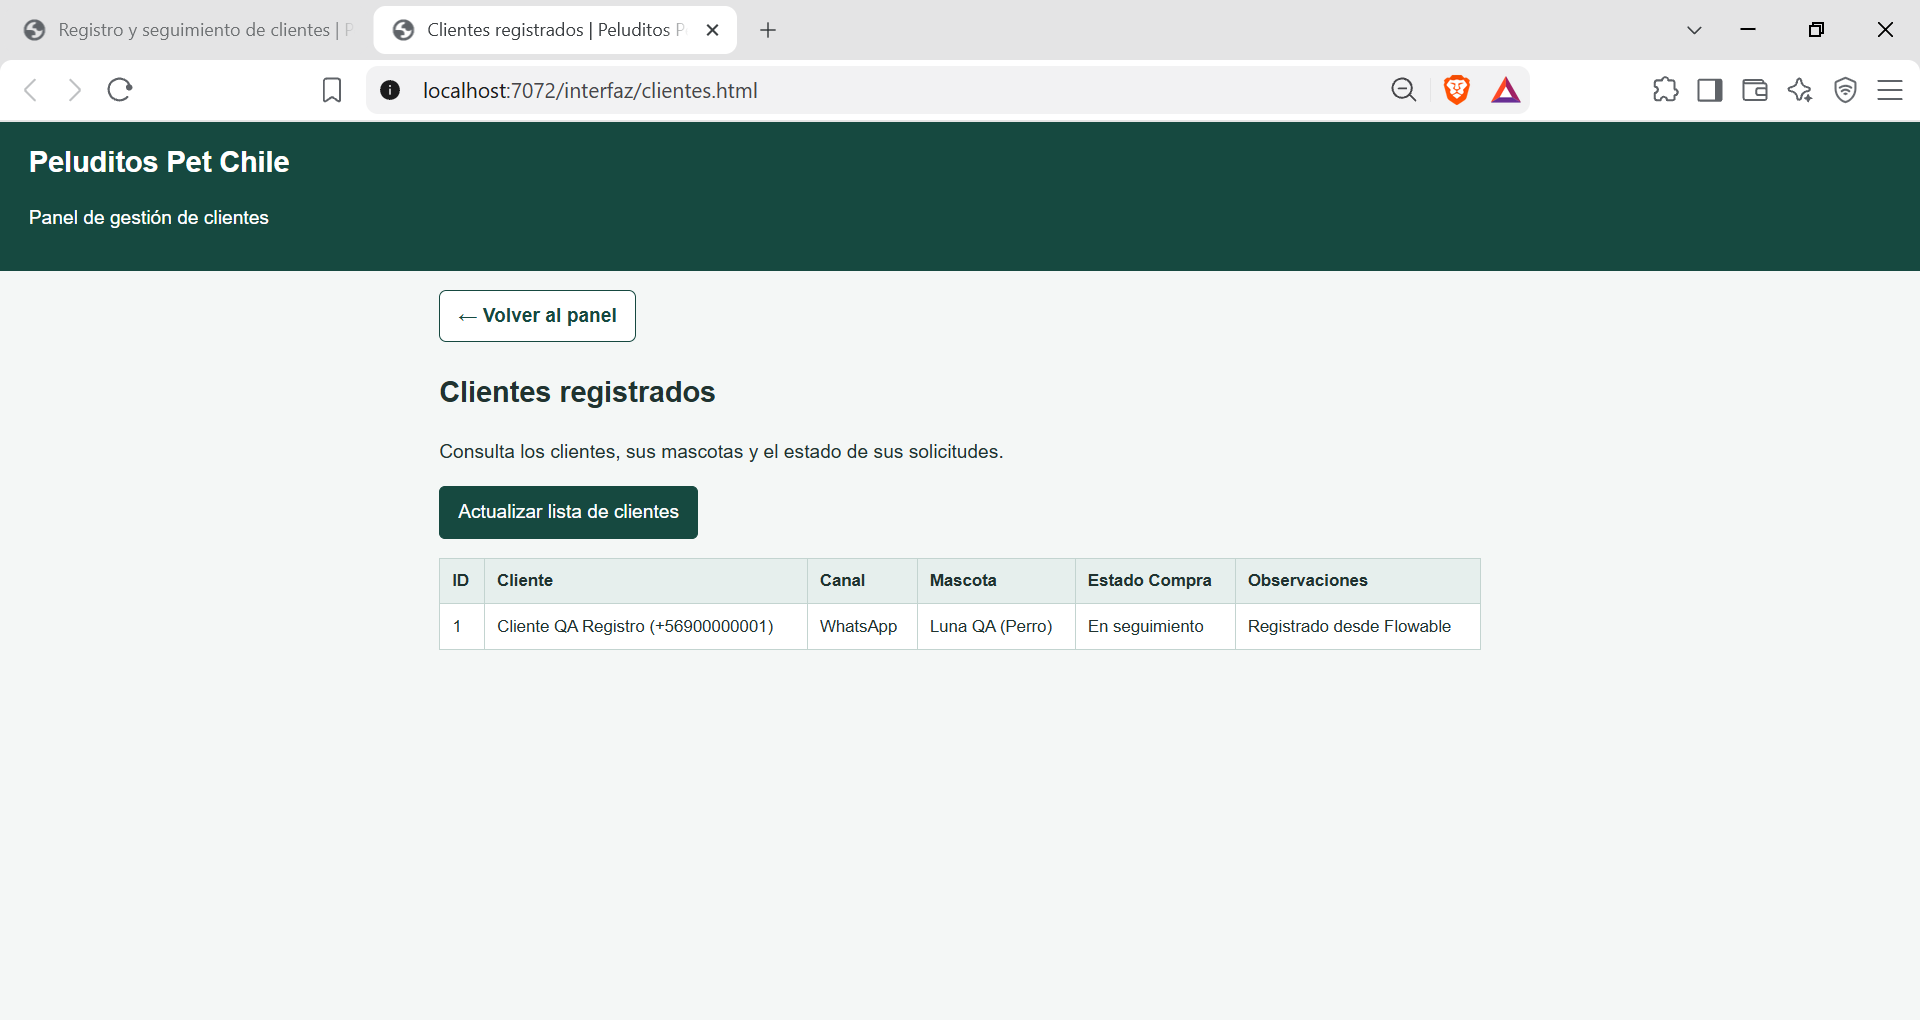 Registro y seguimiento de clientes | P
Clientes registrados | Peluditos P
localhost:7072/interfaz/clientes.html
Peluditos Pet Chile
Panel de gestión de clientes
← Volver al panel
Clientes registrados
Consulta los clientes, sus mascotas y el estado de sus solicitudes.
Actualizar lista de clientes
ID Cliente Canal Mascota Estado Compra Observaciones
1 Cliente QA Registro (+56900000001) WhatsApp Luna QA (Perro) En seguimiento Registrado desde Flowable